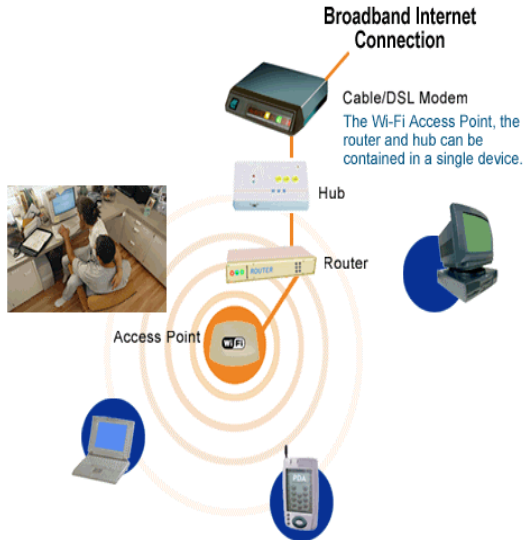 Broadband Internet
Connection
Cable/DSL Modem
The Wi-Fi Access Point, the
router and hub can be
contained in a single device.
Hub
Router
ROUTER
Access Point
Wi Fi
PDA